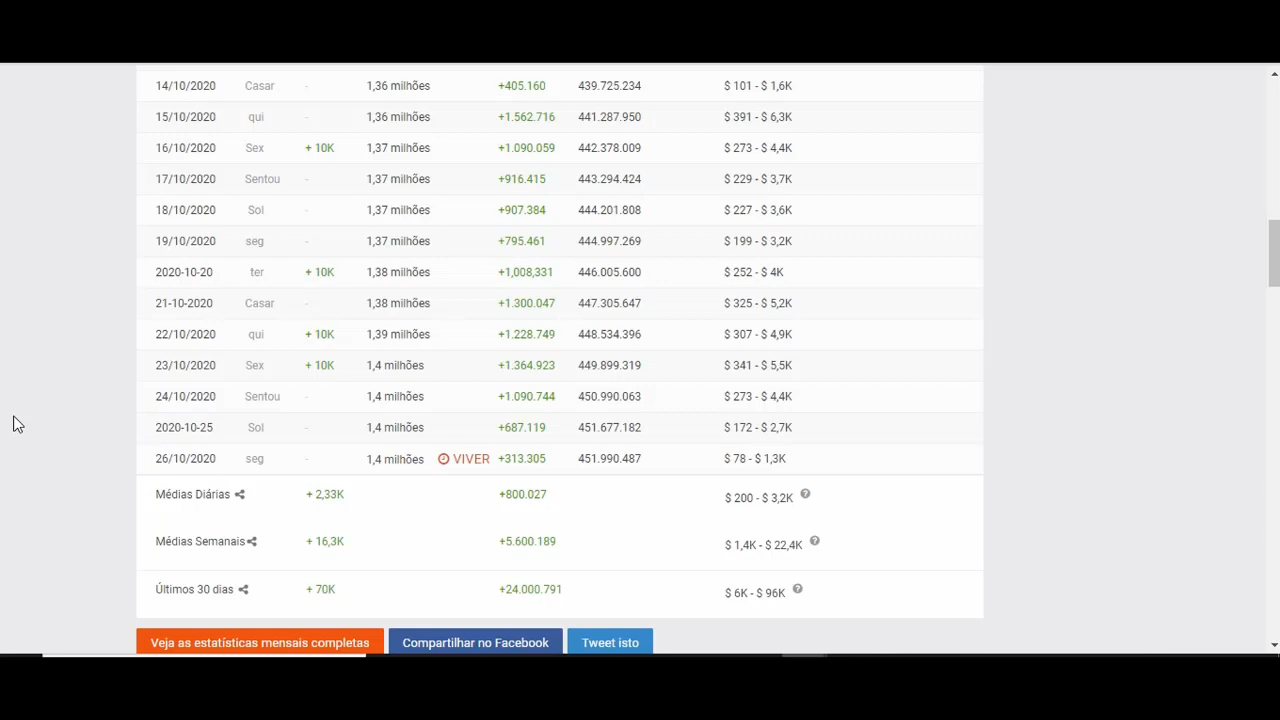 14/10/2020 Casar - 1,36 milhões +405.160 439.725.234 $ 101 - $ 1,6K
15/10/2020 qui - 1,36 milhões +1.562.716 441.287.950 $ 391 - $ 6,3K
16/10/2020 Sex + 10K 1,37 milhões +1.090.059 442.378.009 $ 273 - $ 4,4K
17/10/2020 Sentou - 1,37 milhões +916.415 443.294.424 $ 229 - $ 3,7K
18/10/2020 Sol - 1,37 milhões +907.384 444.201.808 $ 227 - $ 3,6K
19/10/2020 seg - 1,37 milhões +795.461 444.997.269 $ 199 - $ 3,2K
2020-10-20 ter + 10K 1,38 milhões +1,008,331 446.005.600 $ 252 - $ 4K
21-10-2020 Casar - 1,38 milhões +1.300.047 447.305.647 $ 325 - $ 5,2K
22/10/2020 qui + 10K 1,39 milhões +1.228.749 448.534.396 $ 307 - $ 4,9K
23/10/2020 Sex + 10K 1,4 milhões +1.364.923 449.899.319 $ 341 - $ 5,5K
24/10/2020 Sentou - 1,4 milhões +1.090.744 450.990.063 $ 273 - $ 4,4K
2020-10-25 Sol - 1,4 milhões +687.119 451.677.182 $ 172 - $ 2,7K
26/10/2020 seg - 1,4 milhões VIVER +313.305 451.990.487 $ 78 - $ 1,3K
Médias Diárias + 2,33K +800.027 $ 200 - $ 3,2K
Médias Semanais + 16,3K +5.600.189 $ 1,4K - $ 22,4K
Últimos 30 dias + 70K +24.000.791 $ 6K - $ 96K
Veja as estatísticas mensais completas Compartilhar no Facebook Tweet isto